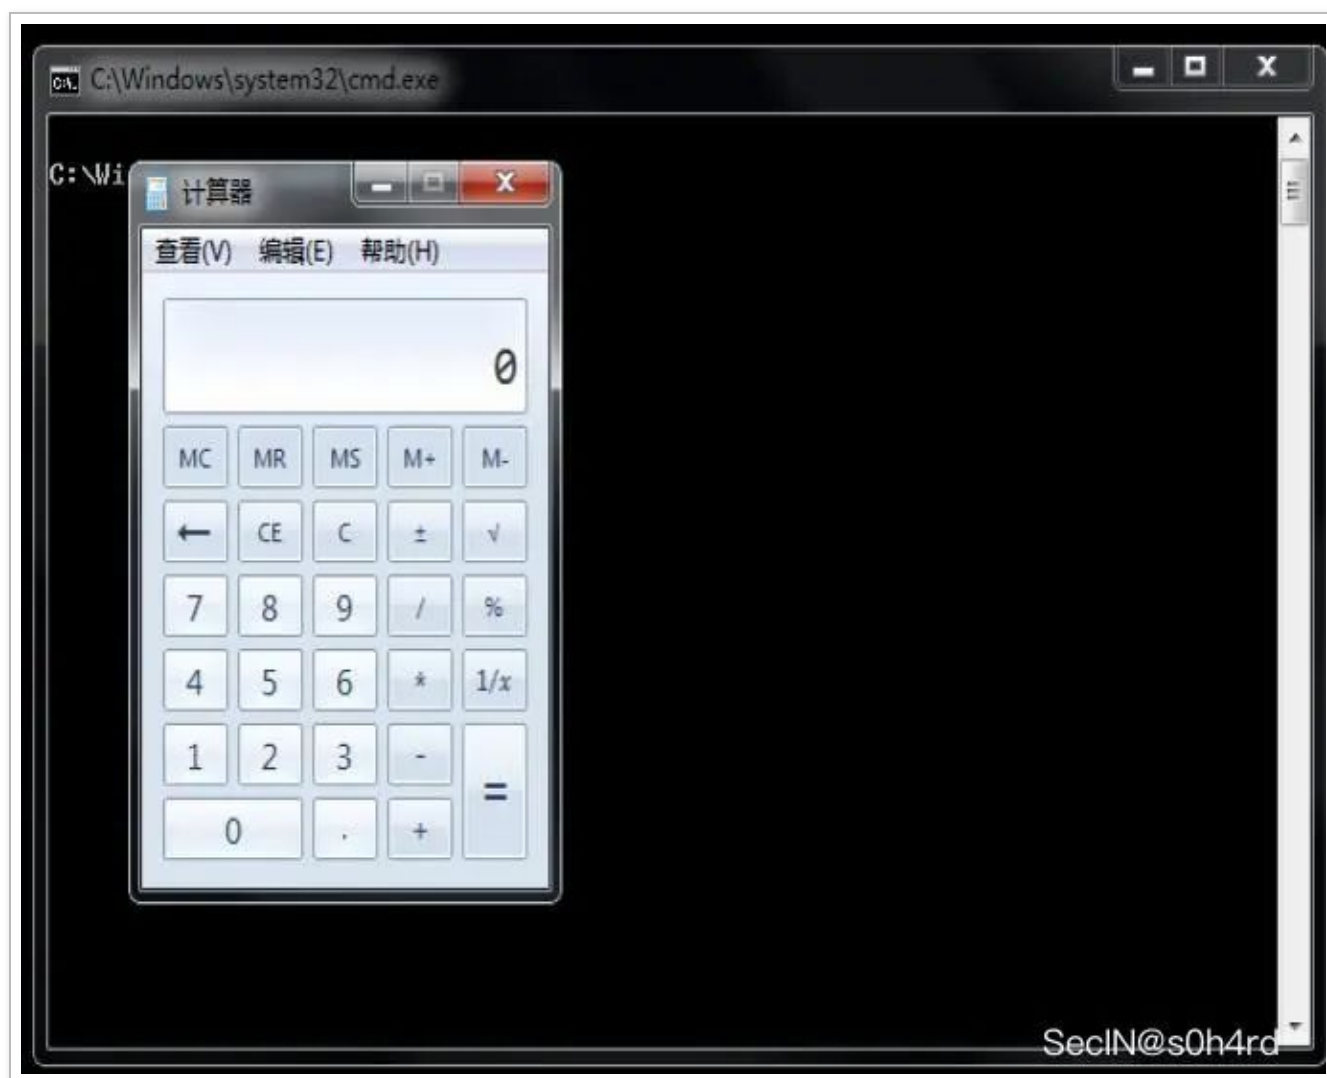 C:\Windows\system32\cmd.exe
C:\Wi
计算器
查看(V) 编辑(E) 帮助(H)
0
MC MR MS M+ M-
← CE C ± √
7 8 9 / %
4 5 6 * 1/x
1 2 3 - =
0 . +
SecIN@s0h4rd